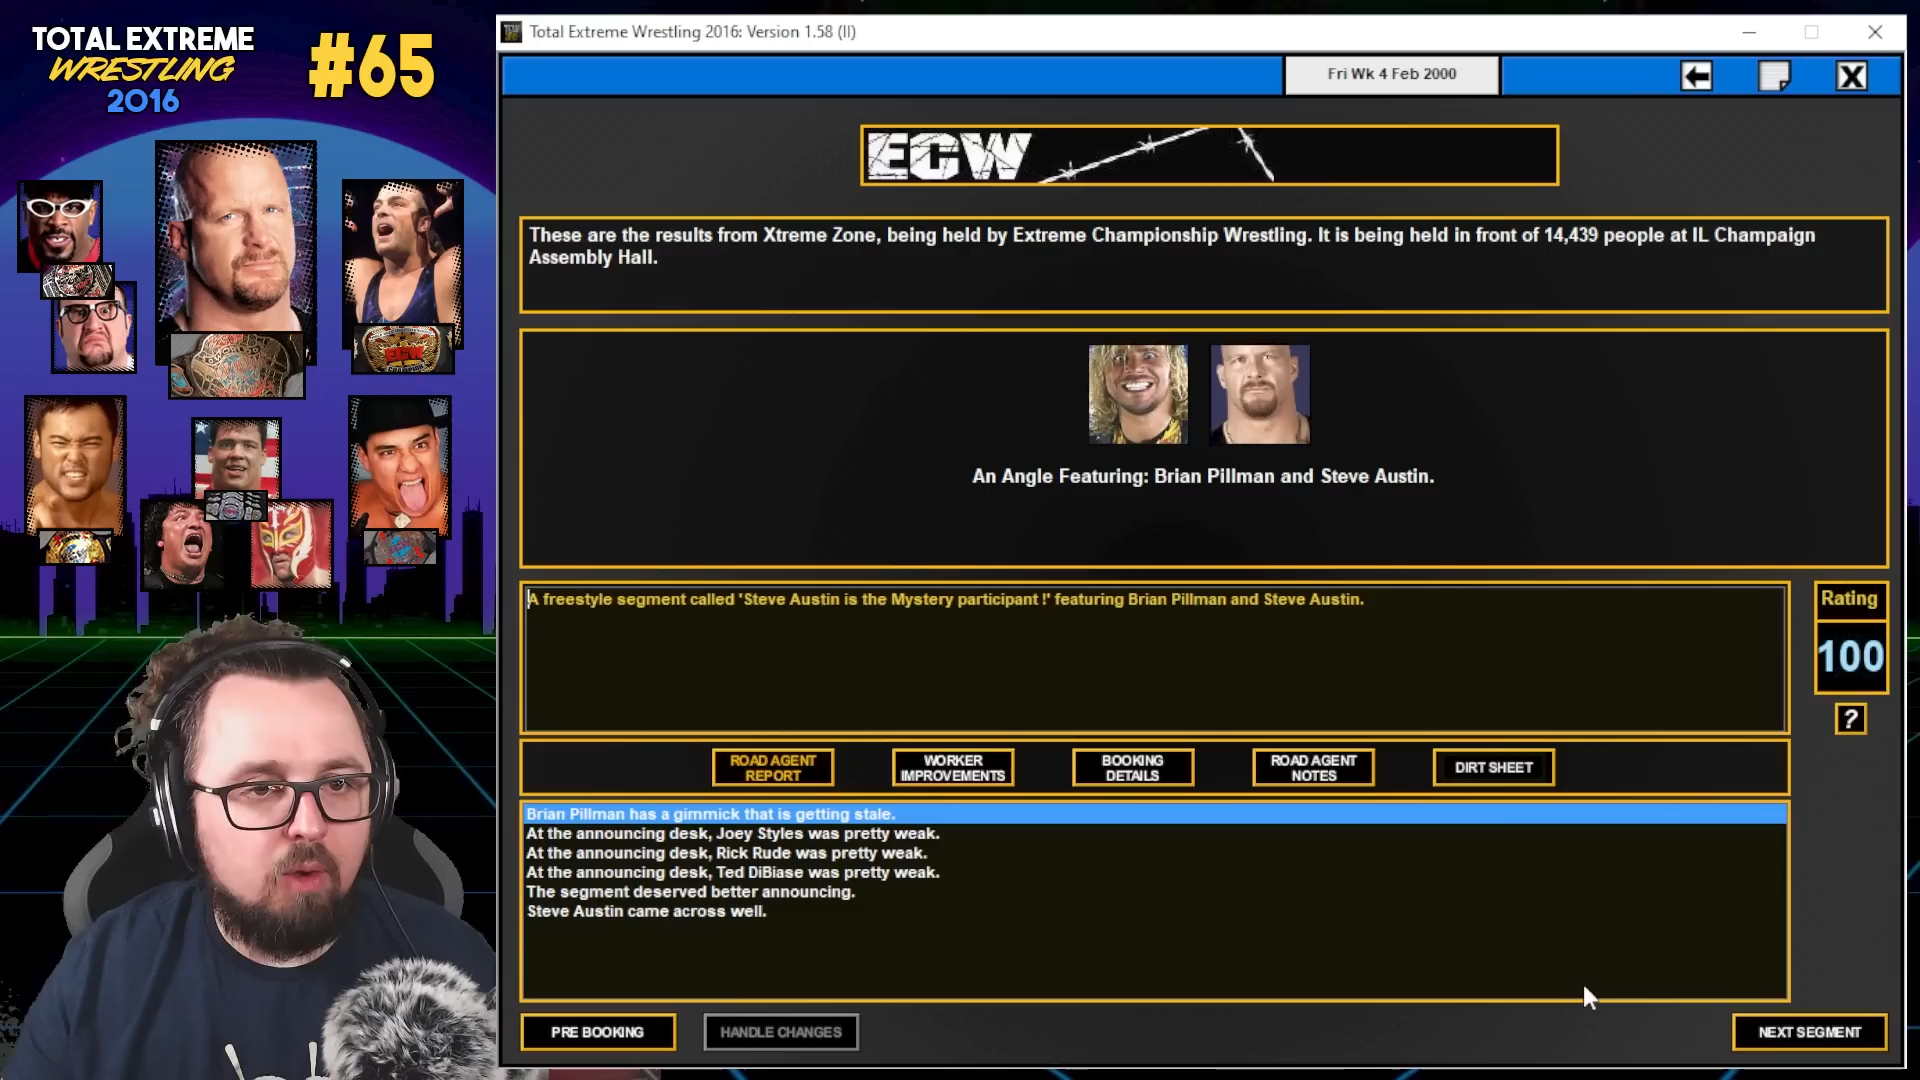 TOTAL EXTREME
WRESTLING
2016
#65
Total Extreme Wrestling 2016: Version 1.58 (II)
Fri Wk 4 Feb 2000
X
ECW
These are the results from Xtreme Zone, being held by Extreme Championship Wrestling. It is being held in front of 14,439 people at IL Champaign
Assembly Hall.
An Angle Featuring: Brian Pillman and Steve Austin.
A freestyle segment called 'Steve Austin is the Mystery participant !' featuring Brian Pillman and Steve Austin.
Rating
100
?
ROAD AGENT
REPORT
WORKER
IMPROVEMENTS
BOOKING
DETAILS
ROAD AGENT
NOTES
DIRT SHEET
Brian Pillman has a gimmick that is getting stale.
At the announcing desk, Joey Styles was pretty weak.
At the announcing desk, Rick Rude was pretty weak.
At the announcing desk, Ted DiBiase was pretty weak.
The segment deserved better announcing.
Steve Austin came across well.
PRE BOOKING
HANDLE CHANGES
NEXT SEGMENT